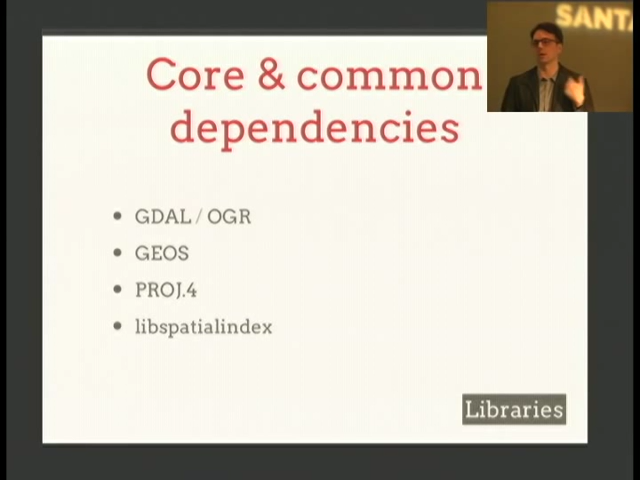 SANTA
Core & common
dependencies
• GDAL / OGR
• GEOS
• PROJ.4
• libspatialindex
Libraries